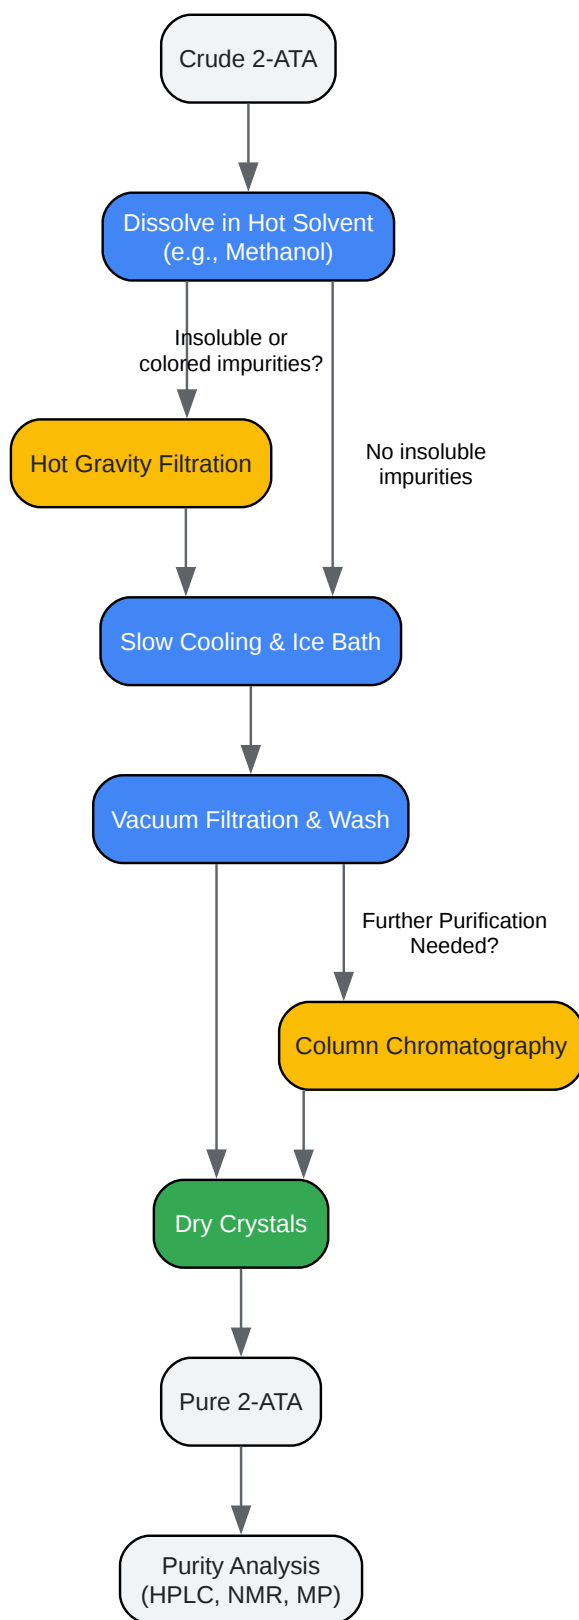 Crude 2-ATA
Dissolve in Hot Solvent
(e.g., Methanol)
Insoluble or
colored impurities?
Hot Gravity Filtration
No insoluble
impurities
Slow Cooling & Ice Bath
Vacuum Filtration & Wash
Further Purification
Needed?
Column Chromatography
Dry Crystals
Pure 2-ATA
Purity Analysis
(HPLC, NMR, MP)